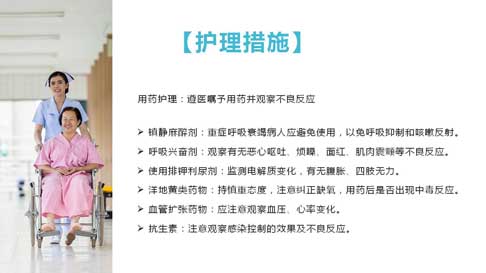 【护理措施】
用药护理：遵医嘱予用药并观察不良反应
➤ 镇静麻醉剂：重症呼吸衰竭病人应避免使用，以免呼吸抑制和咳嗽反射。
➤ 呼吸兴奋剂：观察有无恶心呕吐、烦躁、面红、肌肉震颤等不良反应。
➤ 使用排钾利尿剂：监测电解质变化，有无腹胀、四肢无力。
➤ 洋地黄类药物：持慎重态度，注意纠正缺氧，用药后是否出现中毒反应。
➤ 血管扩张药物：应注意观察血压、心率变化。
➤ 抗生素：注意观察感染控制的效果及不良反应。